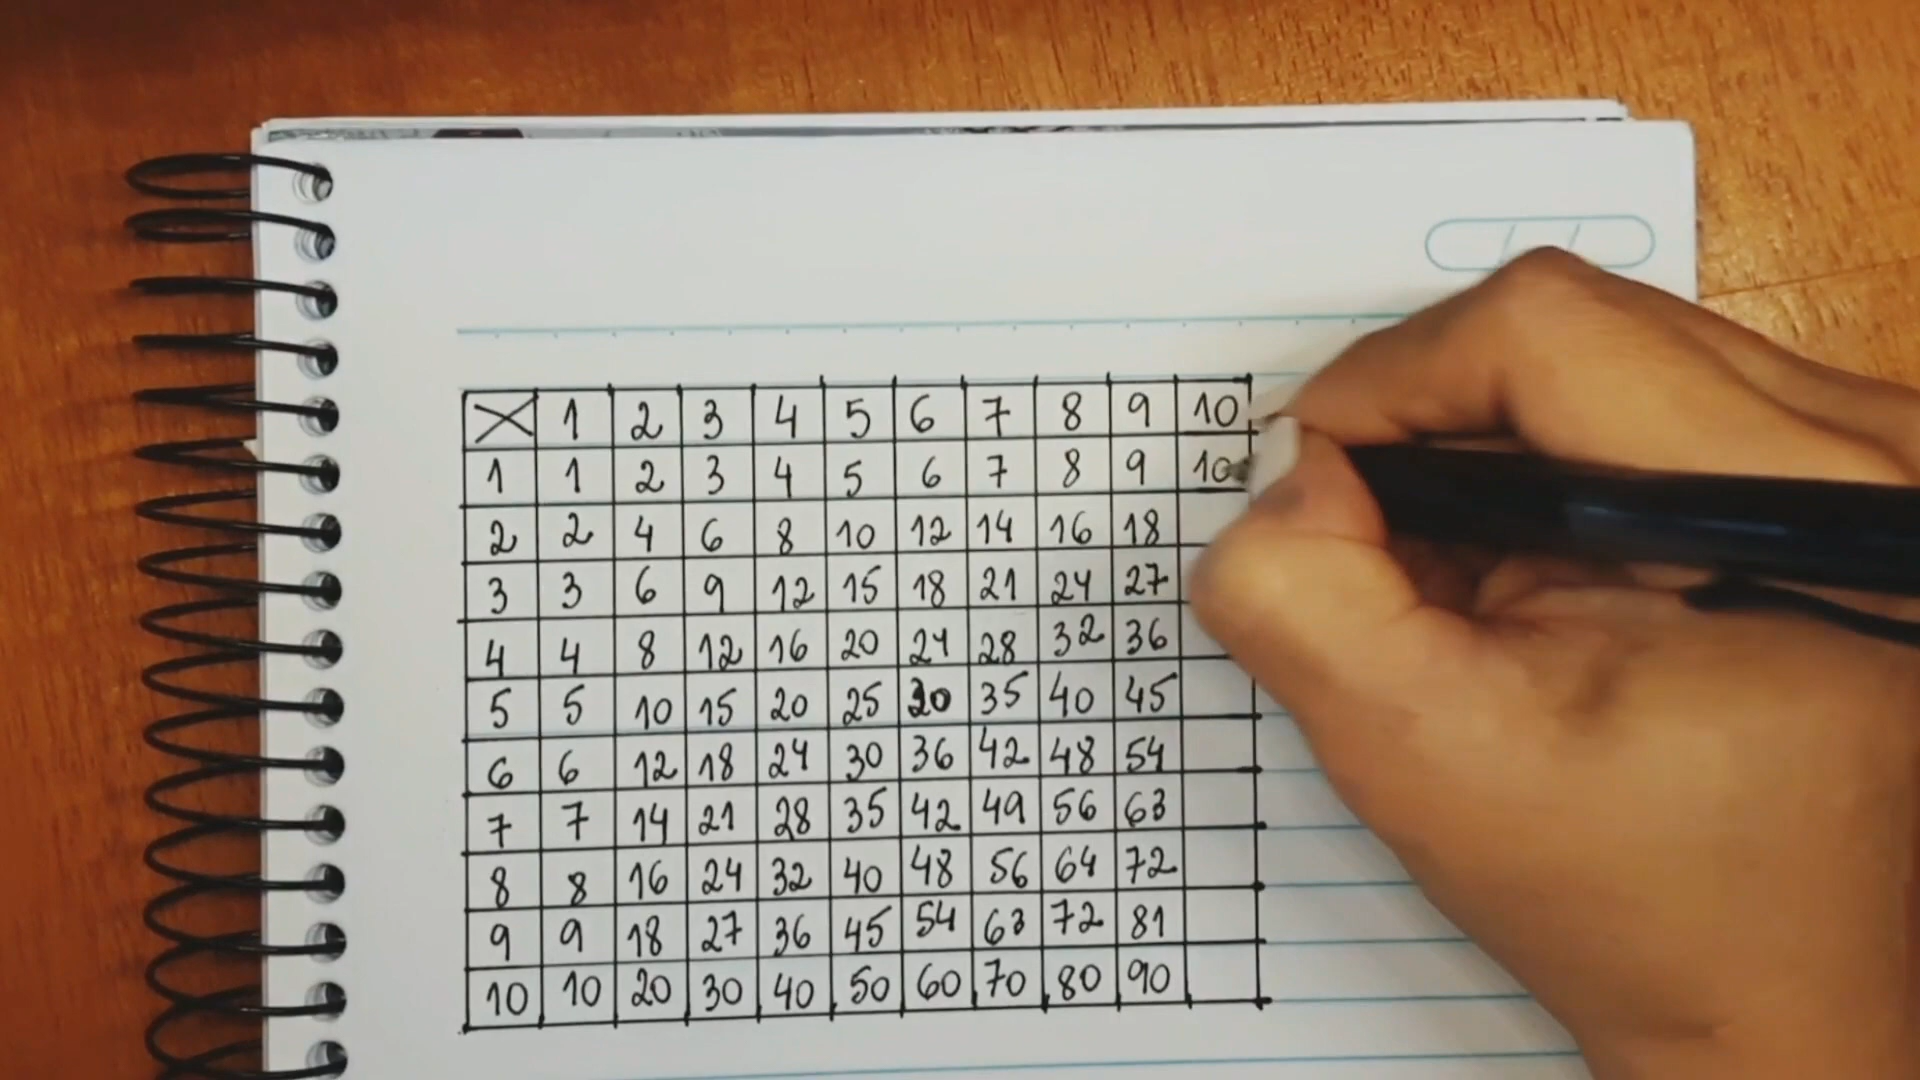 X 1 2 3 4 5 6 7 8 9 10
1 1 2 3 4 5 6 7 8 9 10
2 2 4 6 8 10 12 14 16 18
3 3 6 9 12 15 18 21 24 27
4 4 8 12 16 20 24 28 32 36
5 5 10 15 20 25 30 35 40 45
6 6 12 18 24 30 36 42 48 54
7 7 14 21 28 35 42 49 56 63
8 8 16 24 32 40 48 56 64 72
9 9 18 27 36 45 54 63 72 81
10 10 20 30 40 50 60 70 80 90